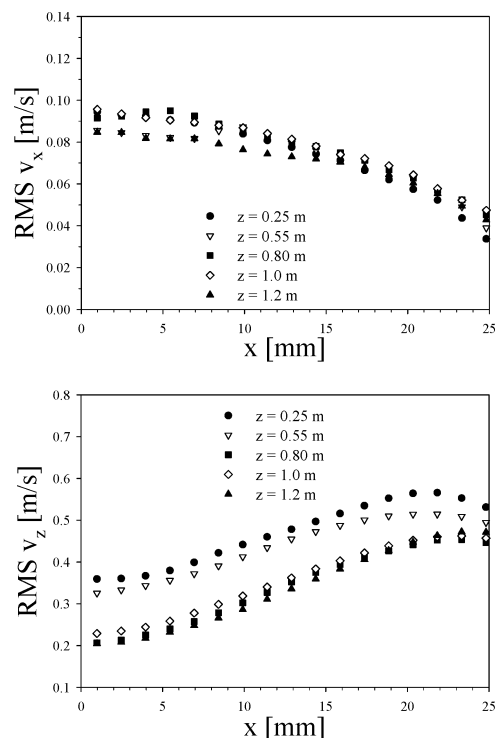 0.14
0.12
0.10
0.08
0.06
0.04
0.02
0.00
RMS vx [m/s]
z = 0.25 m
z = 0.55 m
z = 0.80 m
z = 1.0 m
z = 1.2 m
0 5 10 15 20 25
x [mm]
0.8
0.7
0.6
0.5
0.4
0.3
0.2
0.1
RMS vz [m/s]
z = 0.25 m
z = 0.55 m
z = 0.80 m
z = 1.0 m
z = 1.2 m
0 5 10 15 20 25
x [mm]